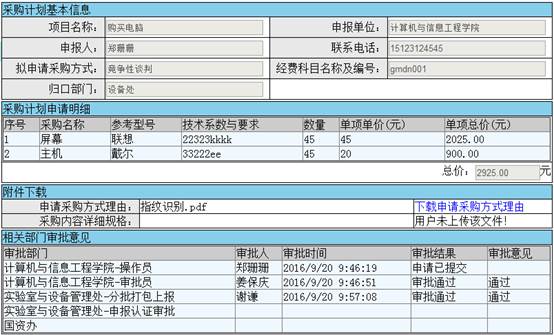 采购计划基本信息
项目名称： 购买电脑 申报单位： 计算机与信息工程学院
申报人： 郑珊珊 联系电话： 15123124545
拟申请采购方式： 竞争性谈判 经费科目名称及编号： gmdn001
归口部门： 设备处
采购计划申请明细
序号 采购名称 参考型号 技术系数与要求 数量 单项单价(元) 单项总价(元)
1 屏幕 联想 22323kkkk 45 45 2025.00
2 主机 戴尔 33222ee 45 20 900.00
总价： 2925.00 元
附件下载
申请采购方式理由： 指纹识别.pdf 下载申请采购方式理由
采购内容详细规格： 用户未上传该文件!
相关部门审批意见
审批部门 审批人 审批时间 审批结果 审批意见
计算机与信息工程学院-操作员 郑珊珊 2016/9/20 9:46:19 申请已提交
计算机与信息工程学院-审批员 姜保庆 2016/9/20 9:46:51 审批通过 通过
实验室与设备管理处-分批打包上报 谢谦 2016/9/20 9:57:08 审批通过 通过
实验室与设备管理处-申报认证审批
国资办